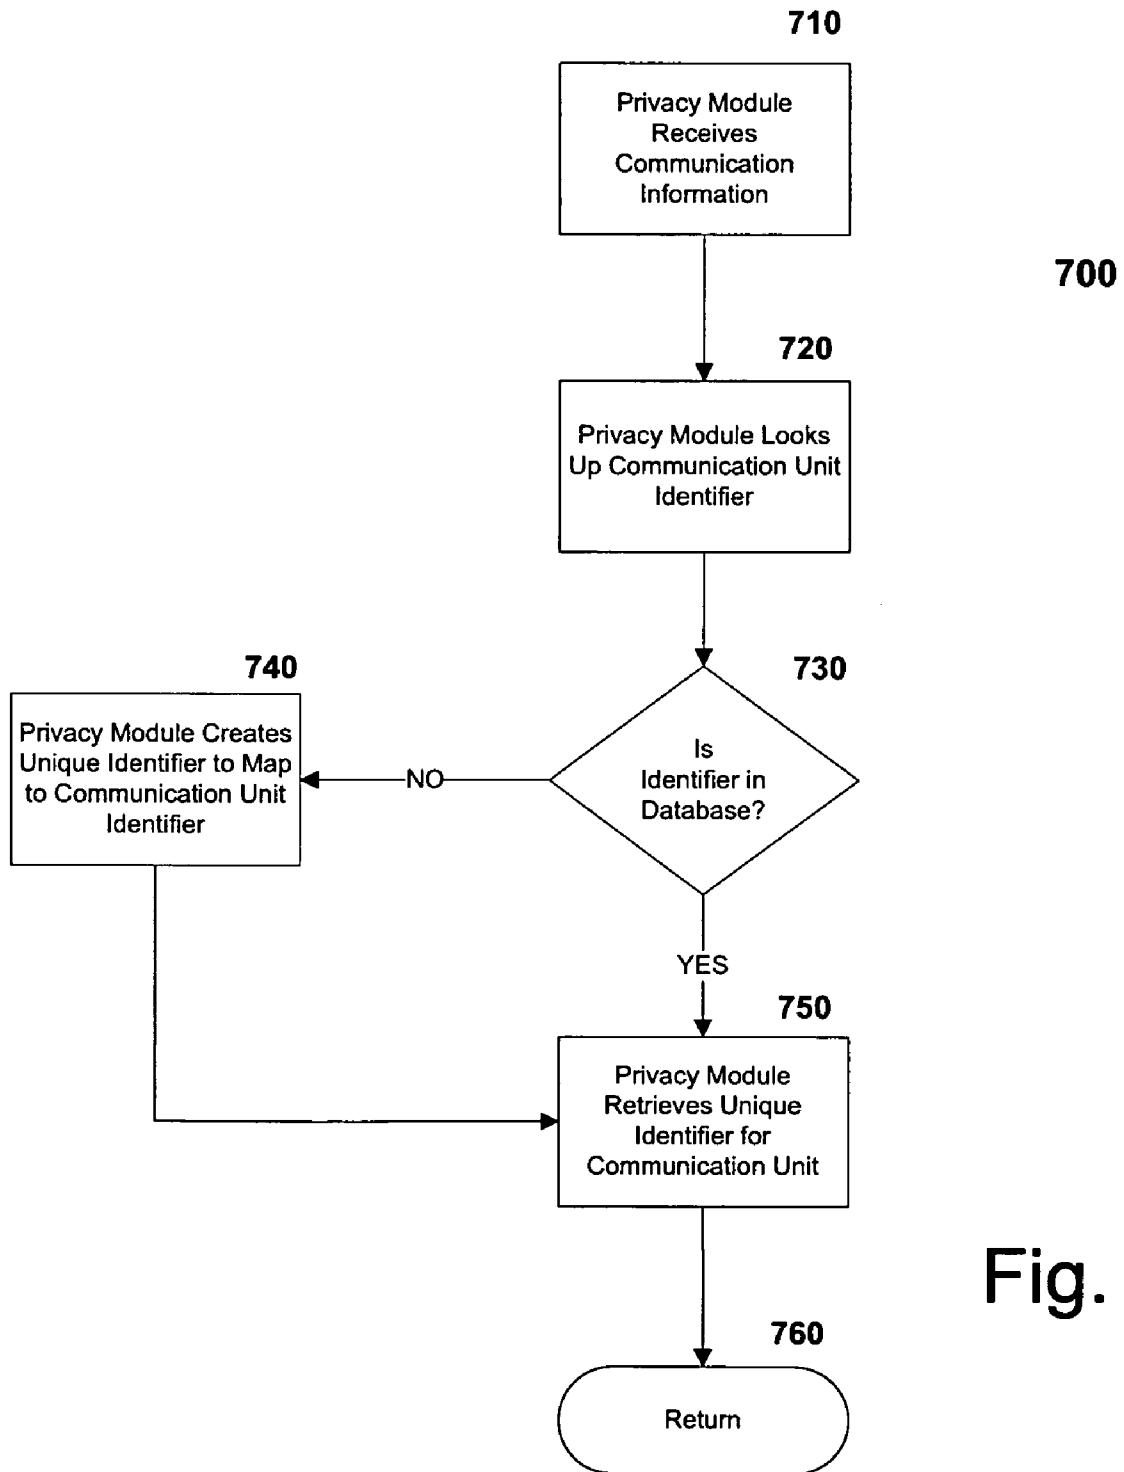 710
Privacy Module
Receives
Communication
Information
700
720
Privacy Module Looks
Up Communication Unit
Identifier
730
Is
Identifier in
Database?
NO
740
Privacy Module Creates
Unique Identifier to Map
to Communication Unit
Identifier
YES
750
Privacy Module
Retrieves Unique
Identifier for
Communication Unit
Fig.
760
Return